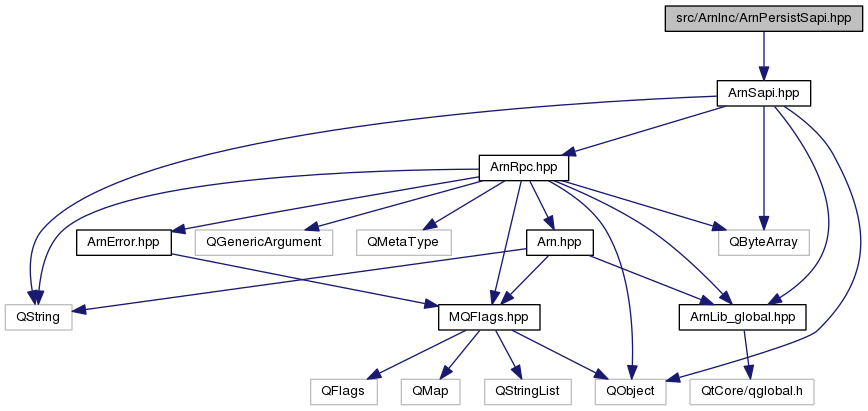 src/ArnInc/ArnPersistSapi.hpp
ArnSapi.hpp
ArnRpc.hpp
ArnError.hpp
QGenericArgument
QMetaType
Arn.hpp
QByteArray
QString
MQFlags.hpp
ArnLib_global.hpp
QFlags
QMap
QStringList
QObject
QtCore/qglobal.h